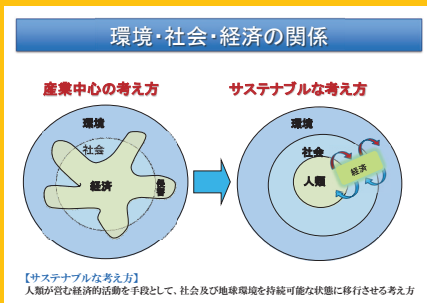 環境・社会・経済の関係
産業中心の考え方
サステナブルな考え方
環境
社会
経済
環境
社会
人類
経済
【サステナブルな考え方】
人類が営む経済的活動を手段として、社会及び地球環境を持続可能な状態に移行させる考え方